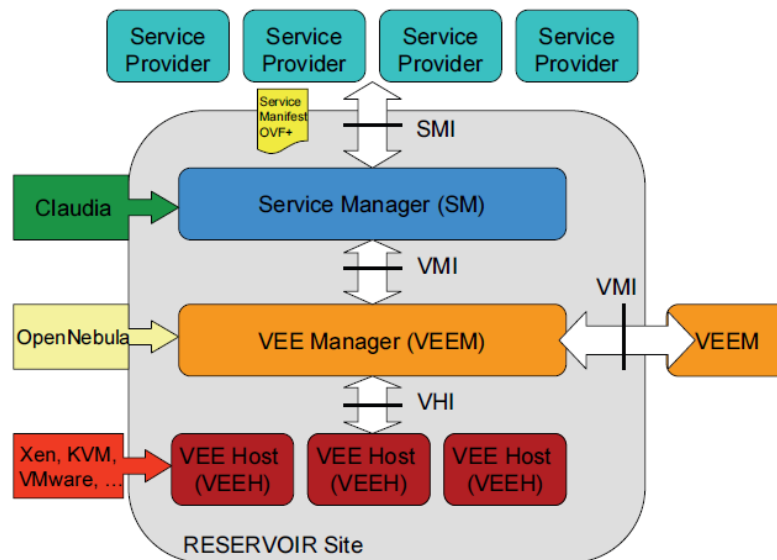 Service
Provider
Service
Provider
Service
Provider
Service
Provider
Service
Manifest
OVF+
SMI
Claudia
Service Manager (SM)
VMI
VMI
OpenNebula
VEE Manager (VEEM)
VEEM
VHI
Xen, KVM,
VMware, ...
VEE Host
(VEEH)
VEE Host
(VEEH)
VEE Host
(VEEH)
RESERVOIR Site